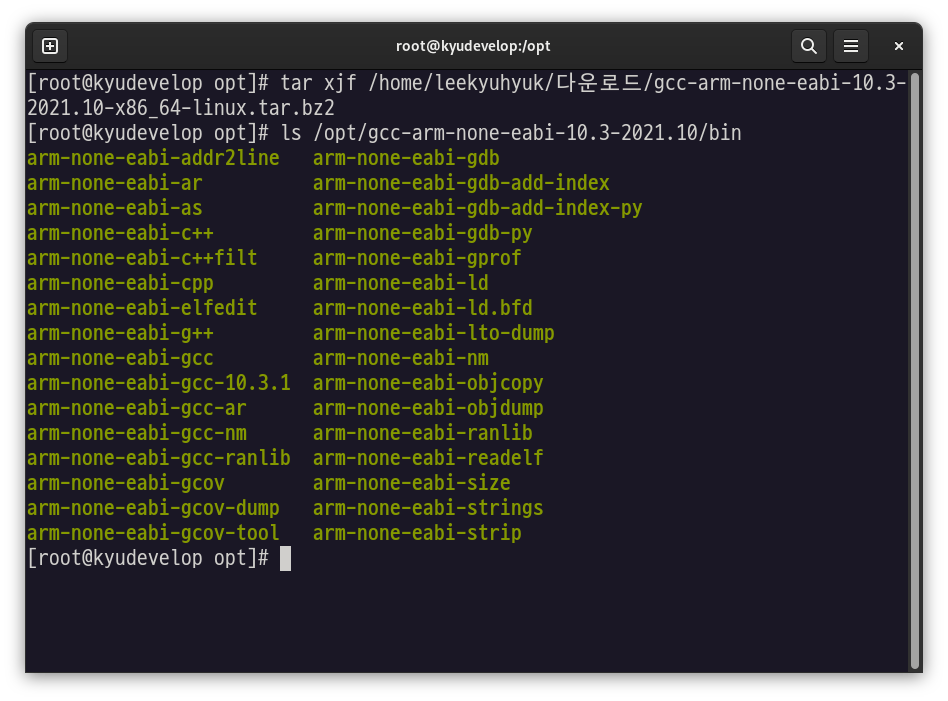 root@kyudevelop:/opt
[root@kyudevelop opt]# tar xjf /home/leekyuhyuk/다운로드/gcc-arm-none-eabi-10.3-
2021.10-x86_64-linux.tar.bz2
[root@kyudevelop opt]# ls /opt/gcc-arm-none-eabi-10.3-2021.10/bin
arm-none-eabi-addr2line   arm-none-eabi-gdb
arm-none-eabi-ar          arm-none-eabi-gdb-add-index
arm-none-eabi-as          arm-none-eabi-gdb-add-index-py
arm-none-eabi-c++         arm-none-eabi-gdb-py
arm-none-eabi-c++filt     arm-none-eabi-gprof
arm-none-eabi-cpp         arm-none-eabi-ld
arm-none-eabi-elfedit     arm-none-eabi-ld.bfd
arm-none-eabi-g++         arm-none-eabi-lto-dump
arm-none-eabi-gcc         arm-none-eabi-nm
arm-none-eabi-gcc-10.3.1  arm-none-eabi-objcopy
arm-none-eabi-gcc-ar      arm-none-eabi-objdump
arm-none-eabi-gcc-nm      arm-none-eabi-ranlib
arm-none-eabi-gcc-ranlib  arm-none-eabi-readelf
arm-none-eabi-gcov        arm-none-eabi-size
arm-none-eabi-gcov-dump   arm-none-eabi-strings
arm-none-eabi-gcov-tool   arm-none-eabi-strip
[root@kyudevelop opt]#